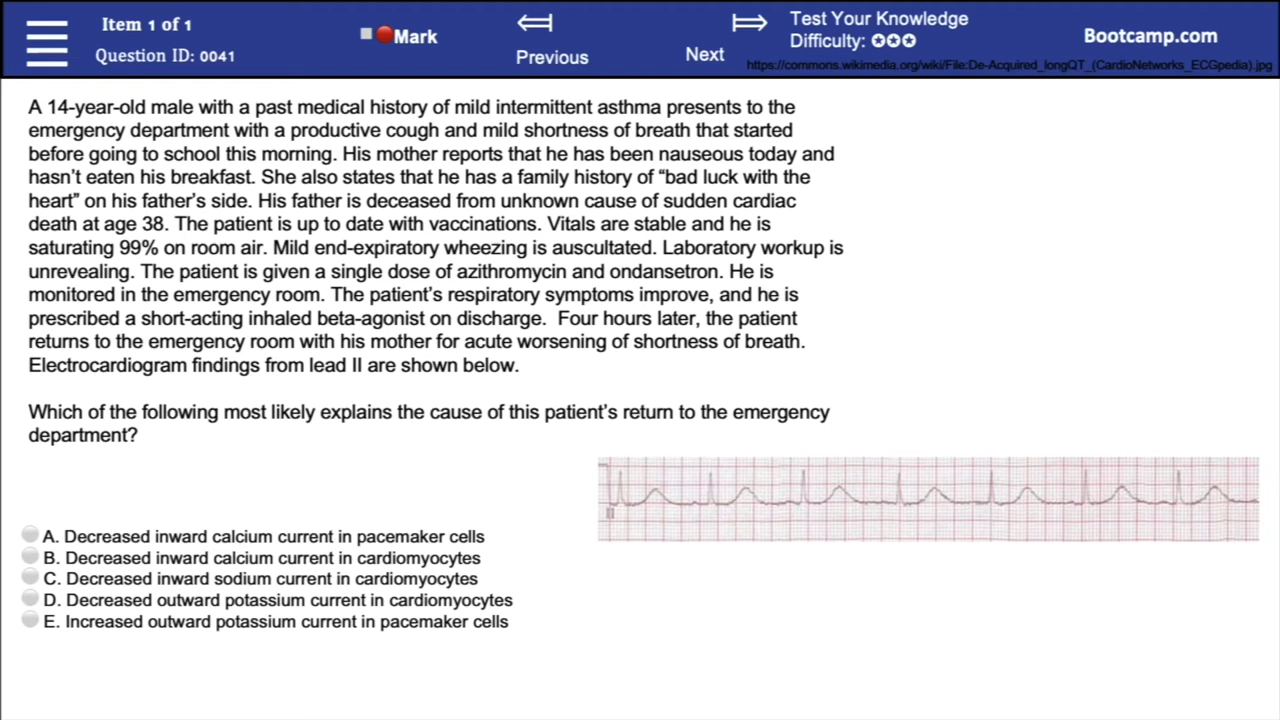 Item 1 of 1
Question ID: 0041
Mark
Previous
Next
Test Your Knowledge
Difficulty: ✪✪✪
Bootcamp.com
https://commons.wikimedia.org/wiki/File:De-Acquired_longQT_(CardioNetworks_ECGpedia).jpg
A 14-year-old male with a past medical history of mild intermittent asthma presents to the
emergency department with a productive cough and mild shortness of breath that started
before going to school this morning. His mother reports that he has been nauseous today and
hasn't eaten his breakfast. She also states that he has a family history of “bad luck with the
heart” on his father's side. His father is deceased from unknown cause of sudden cardiac
death at age 38. The patient is up to date with vaccinations. Vitals are stable and he is
saturating 99% on room air. Mild end-expiratory wheezing is auscultated. Laboratory workup is
unrevealing. The patient is given a single dose of azithromycin and ondansetron. He is
monitored in the emergency room. The patient's respiratory symptoms improve, and he is
prescribed a short-acting inhaled beta-agonist on discharge.  Four hours later, the patient
returns to the emergency room with his mother for acute worsening of shortness of breath.
Electrocardiogram findings from lead II are shown below.
Which of the following most likely explains the cause of this patient's return to the emergency
department?
II
A. Decreased inward calcium current in pacemaker cells
B. Decreased inward calcium current in cardiomyocytes
C. Decreased inward sodium current in cardiomyocytes
D. Decreased outward potassium current in cardiomyocytes
E. Increased outward potassium current in pacemaker cells